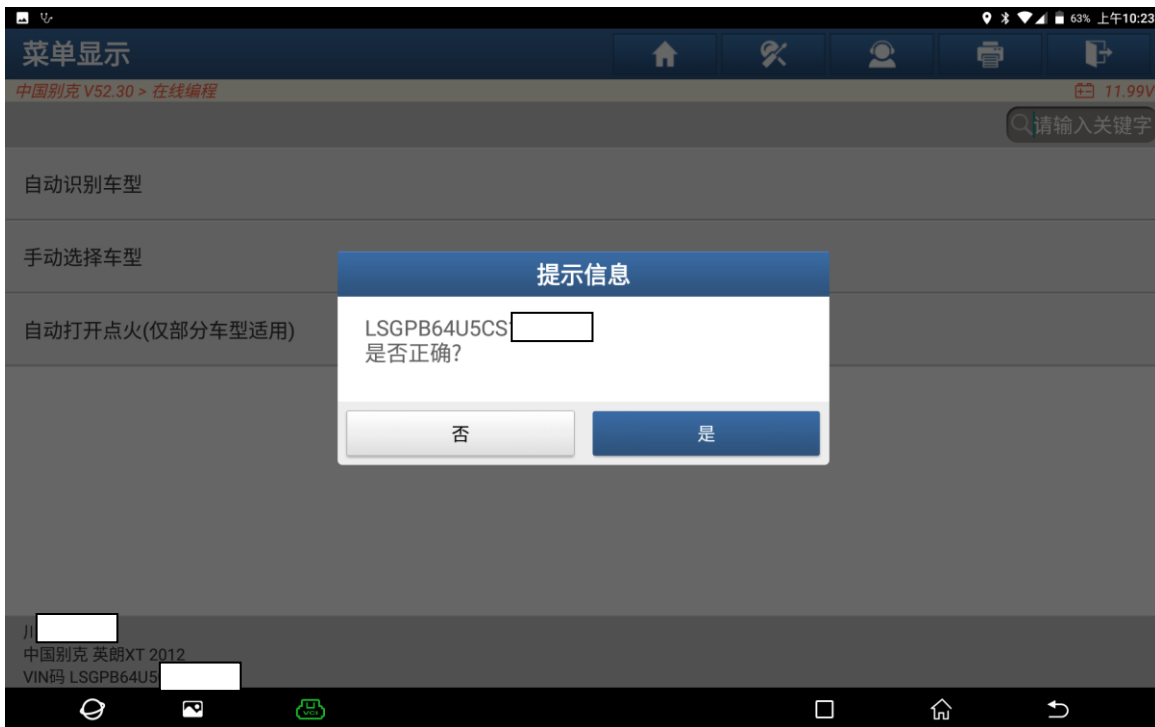 63% 上午10:23
菜单显示
中国别克 V52.30 > 在线编程
11.99V
请输入关键字
自动识别车型
手动选择车型
自动打开点火(仅部分车型适用)
提示信息
LSGPB64U5CS
是否正确?
否
是
川
中国别克 英朗XT 2012
VIN码 LSGPB64U5
VCI